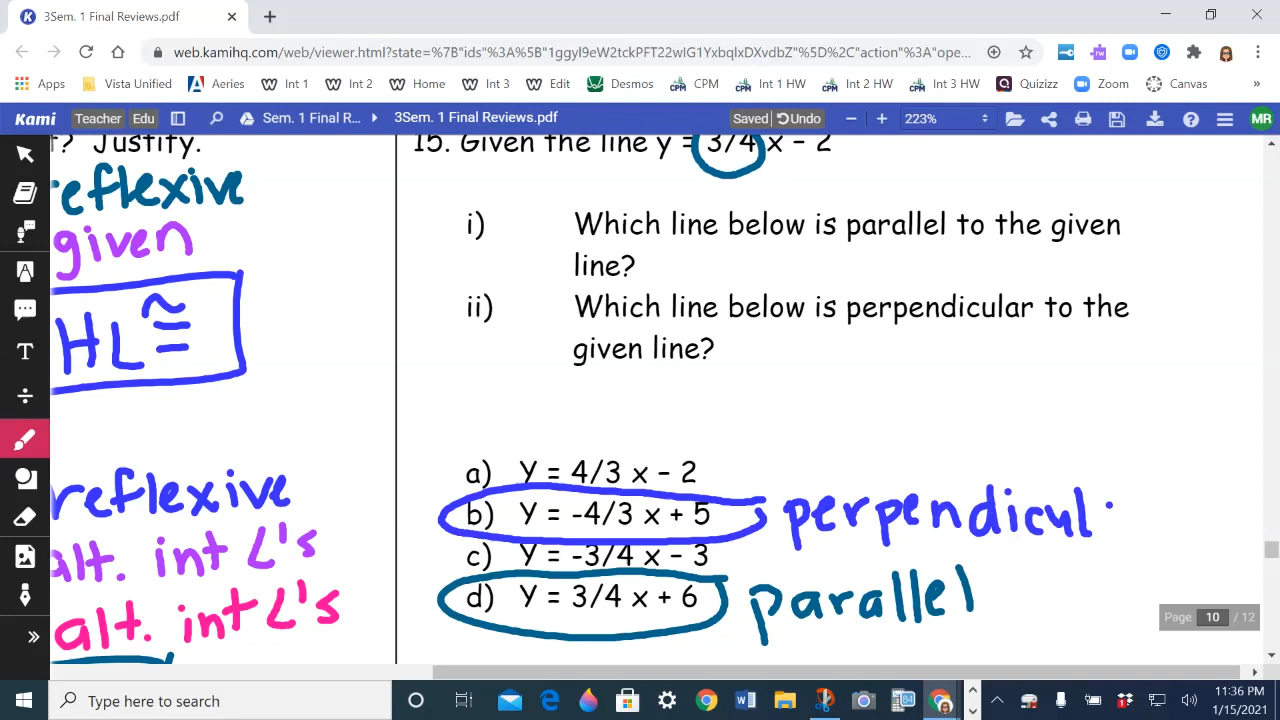 3Sem. 1 Final Reviews.pdf
web.kamihq.com/web/viewer.html?state=%7B"ids"%3A%5B"1ggyI9eW2tckPFT22wIG1YsxqlxDXvdbZ"%5D%2C"action"%3A"ope...
Apps Vista Unified Aeries Int 1 Int 2 Home Int 3 Edit Desmos CPM Int 1 HW Int 2 HW Int 3 HW Quizizz Zoom Canvas »
Kami Teacher Edu Sem. 1 Final R... 3Sem. 1 Final Reviews.pdf Saved Undo 223% MR
? Justify.
reflexive
given
HL ≅
reflexive
alt. int ∠'s
alt. int ∠'s
15. Given the line y = 3/4 x - 2
i) Which line below is parallel to the given
line?
ii) Which line below is perpendicular to the
given line?
a) Y = 4/3 x - 2
b) Y = -4/3 x + 5 perpendicul
c) Y = -3/4 x - 3
d) Y = 3/4 x + 6 parallel
Page 10 / 12
Type here to search
11:36 PM
1/15/2021